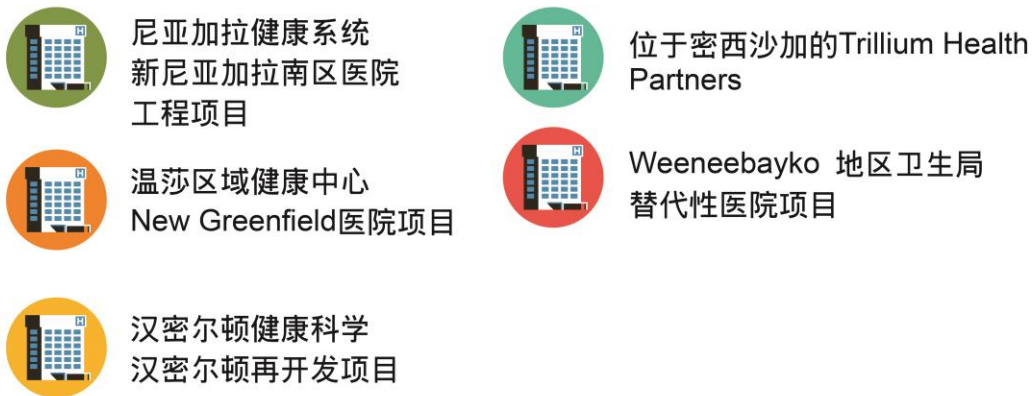 尼亚加拉健康系统
新尼亚加拉南区医院
工程项目
温莎区域健康中心
New Greenfield医院项目
汉密尔顿健康科学
汉密尔顿再开发项目
位于密西沙加的Trillium Health
Partners
Weeneebayko 地区卫生局
替代性医院项目
H
H
H
H
H